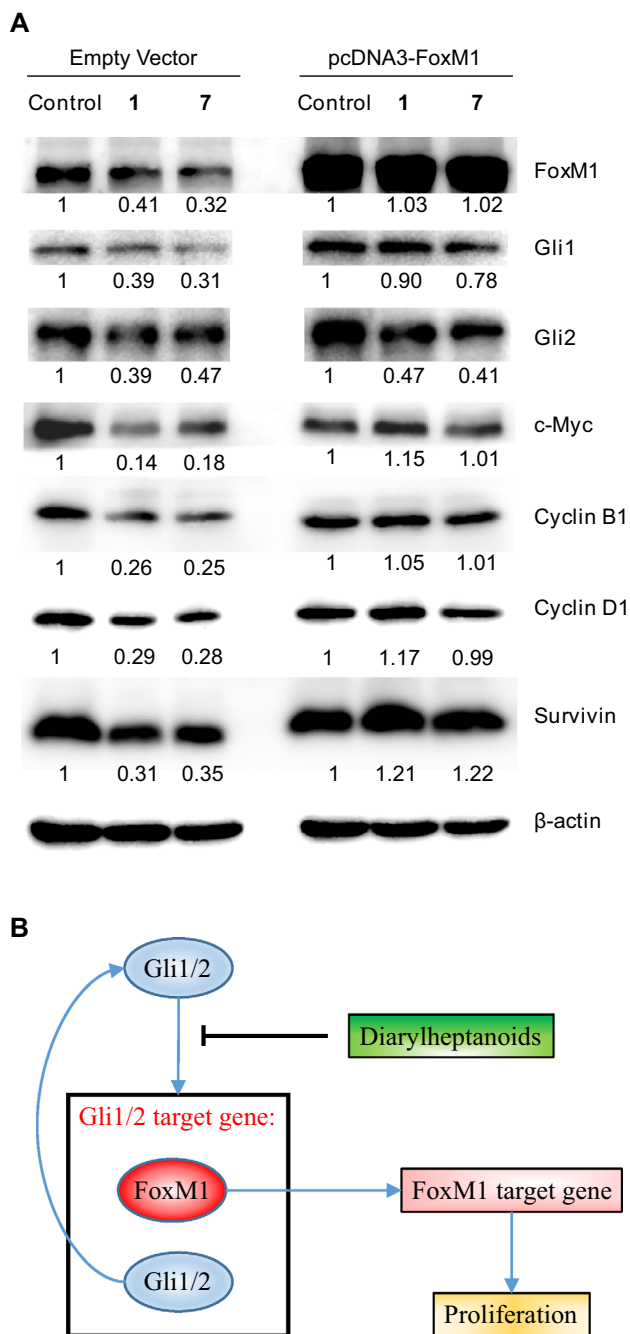 A
Empty Vector pcDNA3-FoxM1
Control 1 7 Control 1 7
FoxM1
1 0.41 0.32 1 1.03 1.02
Gli1
1 0.39 0.31 1 0.90 0.78
Gli2
1 0.39 0.47 1 0.47 0.41
c-Myc
1 0.14 0.18 1 1.15 1.01
Cyclin B1
1 0.26 0.25 1 1.05 1.01
Cyclin D1
1 0.29 0.28 1 1.17 0.99
Survivin
1 0.31 0.35 1 1.21 1.22
β-actin
B
Gli1/2
Diarylheptanoids
Gli1/2 target gene:
FoxM1 FoxM1 target gene
Gli1/2
Proliferation